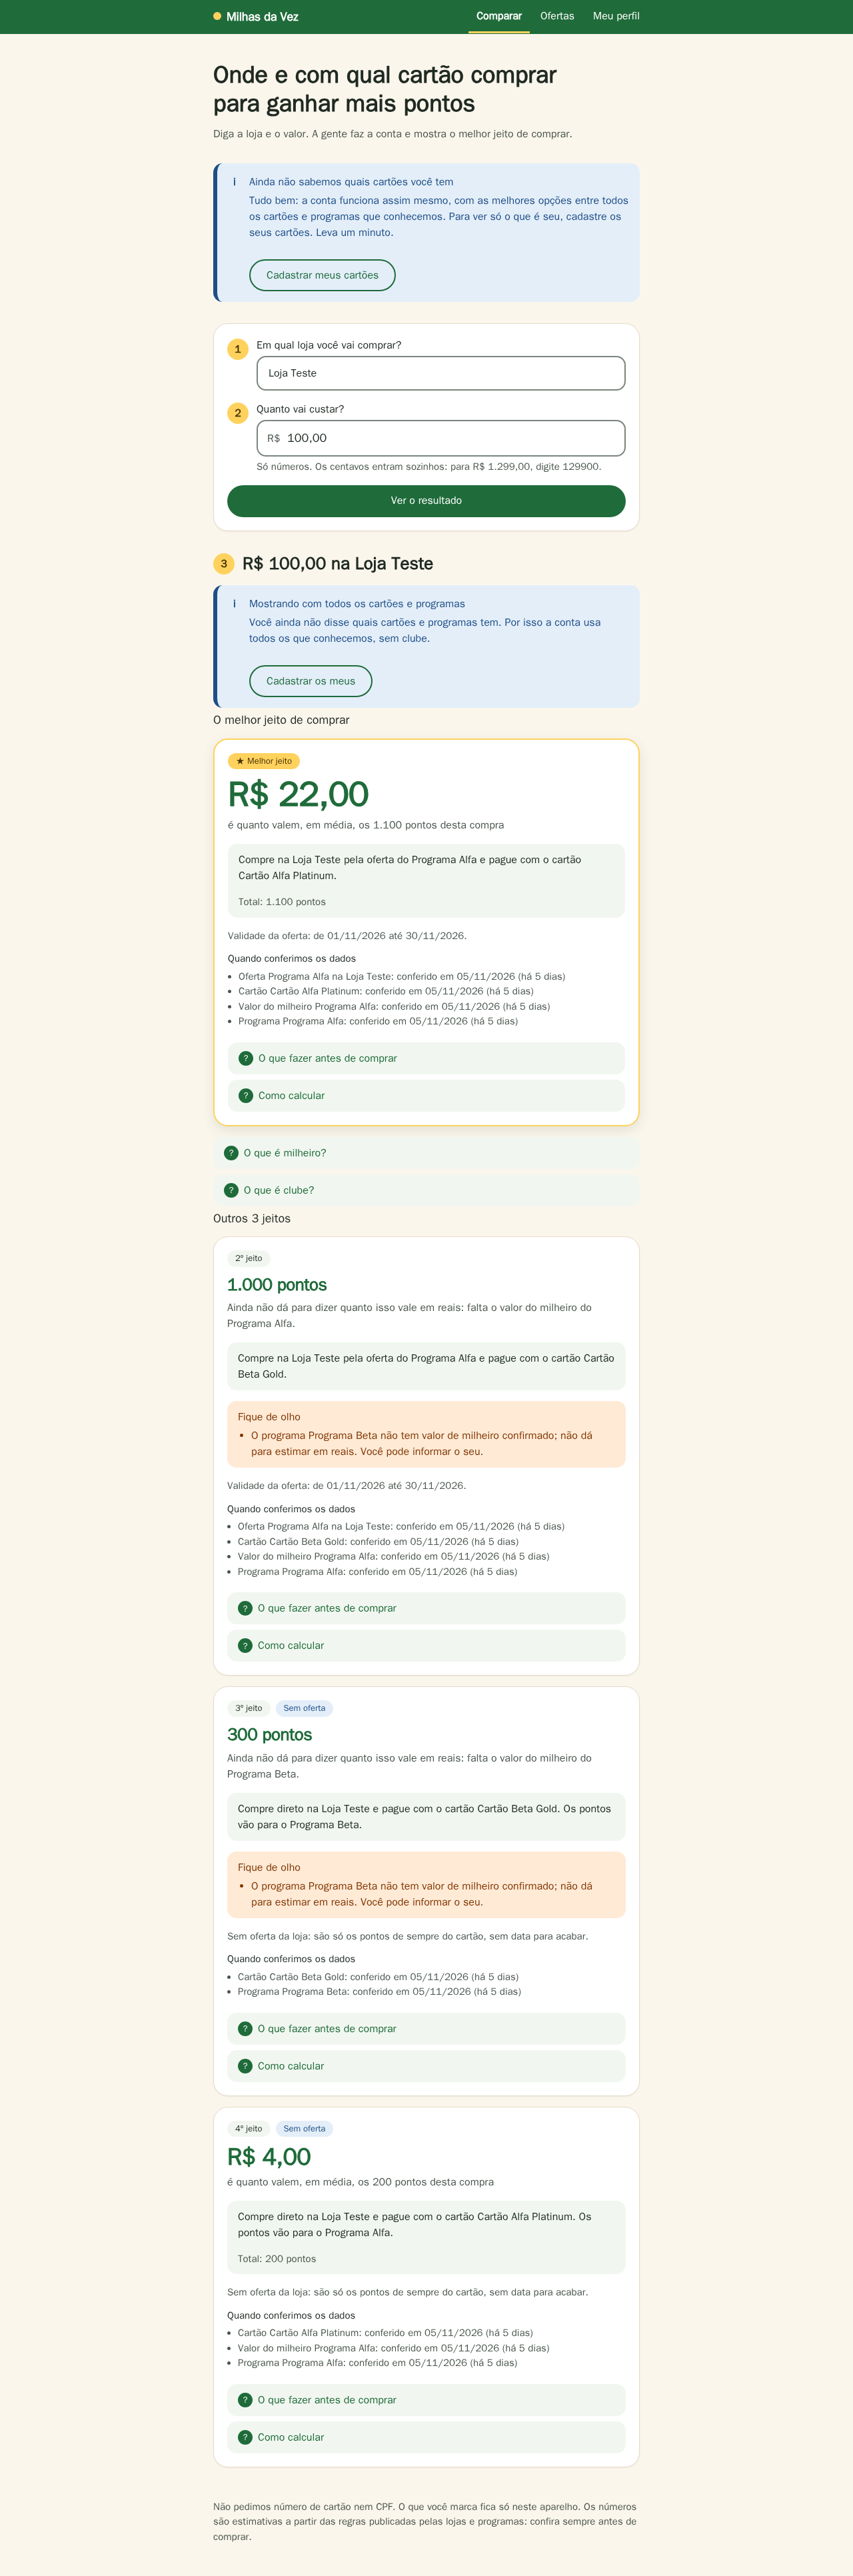 Milhas da Vez
Comparar
Ofertas
Meu perfil
Onde e com qual cartão comprar
para ganhar mais pontos
Diga a loja e o valor. A gente faz a conta e mostra o melhor jeito de comprar.
i
Ainda não sabemos quais cartões você tem
Tudo bem: a conta funciona assim mesmo, com as melhores opções entre todos
os cartões e programas que conhecemos. Para ver só o que é seu, cadastre os
seus cartões. Leva um minuto.
Cadastrar meus cartões
1
Em qual loja você vai comprar?
Loja Teste
2
Quanto vai custar?
R$ 100,00
Só números. Os centavos entram sozinhos: para R$ 1.299,00, digite 129900.
Ver o resultado
3
R$ 100,00 na Loja Teste
i
Mostrando com todos os cartões e programas
Você ainda não disse quais cartões e programas tem. Por isso a conta usa
todos os que conhecemos, sem clube.
Cadastrar os meus
O melhor jeito de comprar
★ Melhor jeito
R$ 22,00
é quanto valem, em média, os 1.100 pontos desta compra
Compre na Loja Teste pela oferta do Programa Alfa e pague com o cartão
Cartão Alfa Platinum.
Total: 1.100 pontos
Validade da oferta: de 01/11/2026 até 30/11/2026.
Quando conferimos os dados
• Oferta Programa Alfa na Loja Teste: conferido em 05/11/2026 (há 5 dias)
• Cartão Cartão Alfa Platinum: conferido em 05/11/2026 (há 5 dias)
• Valor do milheiro Programa Alfa: conferido em 05/11/2026 (há 5 dias)
• Programa Programa Alfa: conferido em 05/11/2026 (há 5 dias)
? O que fazer antes de comprar
? Como calcular
? O que é milheiro?
? O que é clube?
Outros 3 jeitos
2º jeito
1.000 pontos
Ainda não dá para dizer quanto isso vale em reais: falta o valor do milheiro do
Programa Alfa.
Compre na Loja Teste pela oferta do Programa Alfa e pague com o cartão Cartão
Beta Gold.
Fique de olho
• O programa Programa Beta não tem valor de milheiro confirmado; não dá
para estimar em reais. Você pode informar o seu.
Validade da oferta: de 01/11/2026 até 30/11/2026.
Quando conferimos os dados
• Oferta Programa Alfa na Loja Teste: conferido em 05/11/2026 (há 5 dias)
• Cartão Cartão Beta Gold: conferido em 05/11/2026 (há 5 dias)
• Valor do milheiro Programa Alfa: conferido em 05/11/2026 (há 5 dias)
• Programa Programa Alfa: conferido em 05/11/2026 (há 5 dias)
? O que fazer antes de comprar
? Como calcular
3º jeito
Sem oferta
300 pontos
Ainda não dá para dizer quanto isso vale em reais: falta o valor do milheiro do
Programa Beta.
Compre direto na Loja Teste e pague com o cartão Cartão Beta Gold. Os pontos
vão para o Programa Beta.
Fique de olho
• O programa Programa Beta não tem valor de milheiro confirmado; não dá
para estimar em reais. Você pode informar o seu.
Sem oferta da loja: são só os pontos de sempre do cartão, sem data para acabar.
Quando conferimos os dados
• Cartão Cartão Beta Gold: conferido em 05/11/2026 (há 5 dias)
• Programa Programa Beta: conferido em 05/11/2026 (há 5 dias)
? O que fazer antes de comprar
? Como calcular
4º jeito
Sem oferta
R$ 4,00
é quanto valem, em média, os 200 pontos desta compra
Compre direto na Loja Teste e pague com o cartão Cartão Alfa Platinum. Os
pontos vão para o Programa Alfa.
Total: 200 pontos
Sem oferta da loja: são só os pontos de sempre do cartão, sem data para acabar.
Quando conferimos os dados
• Cartão Cartão Alfa Platinum: conferido em 05/11/2026 (há 5 dias)
• Valor do milheiro Programa Alfa: conferido em 05/11/2026 (há 5 dias)
• Programa Programa Alfa: conferido em 05/11/2026 (há 5 dias)
? O que fazer antes de comprar
? Como calcular
Não pedimos número de cartão nem CPF. O que você marca fica só neste aparelho. Os números
são estimativas a partir das regras publicadas pelas lojas e programas: confira sempre antes de
comprar.